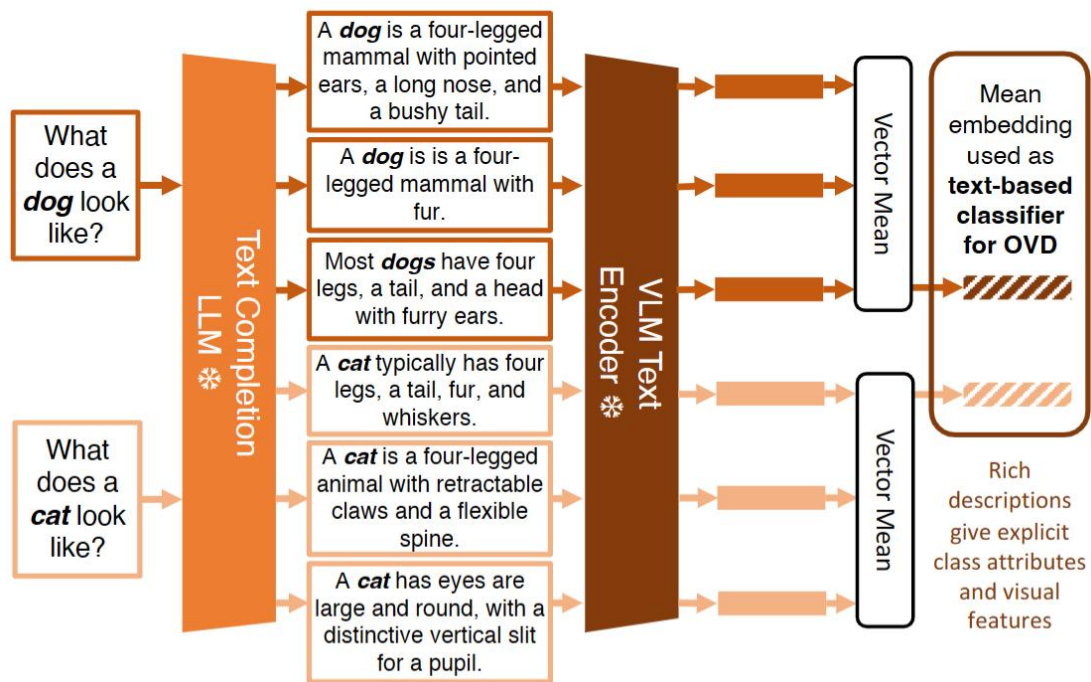 What
does a
dog look
like?
What
does a
cat look
like?
Text Completion
LLM
A dog is a four-legged
mammal with pointed
ears, a long nose, and
a bushy tail.
A dog is is a four-
legged mammal with
fur.
Most dogs have four
legs, a tail, and a head
with furry ears.
A cat typically has four
legs, a tail, fur, and
whiskers.
A cat is a four-legged
animal with retractable
claws and a flexible
spine.
A cat has eyes are
large and round, with a
distinctive vertical slit
for a pupil.
VLM Text
Encoder
Vector Mean
Vector Mean
Mean
embedding
used as
text-based
classifier
for OVD
Rich
descriptions
give explicit
class attributes
and visual
features